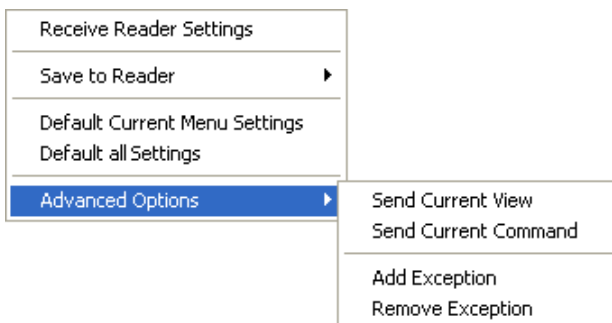 Receive Reader Settings
Save to Reader
Default Current Menu Settings
Default all Settings
Advanced Options
Send Current View
Send Current Command
Add Exception
Remove Exception